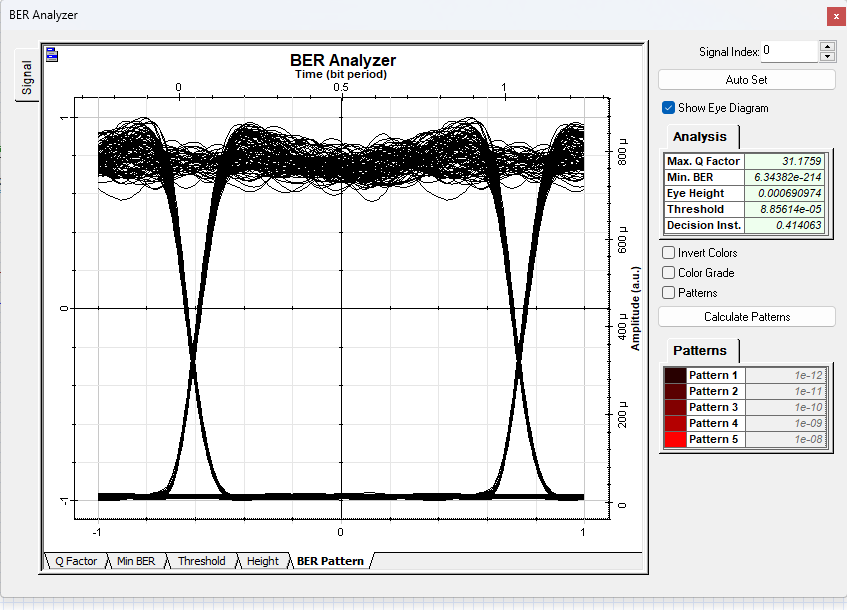 BER Analyzer
Signal
BER Analyzer
Time (bit period)
0 0.5 1
1
0
-1
800 µ
600 µ
400 µ
200 µ
0
Amplitude (a.u.)
-1 0 1
Q Factor Min BER Threshold Height BER Pattern
Signal Index: 0
Auto Set
Show Eye Diagram
Analysis
Max. Q Factor 31.1759
Min. BER 6.34382e-214
Eye Height 0.000690974
Threshold 8.85614e-05
Decision Inst. 0.414063
Invert Colors
Color Grade
Patterns
Calculate Patterns
Patterns
Pattern 1 1e-12
Pattern 2 1e-11
Pattern 3 1e-10
Pattern 4 1e-09
Pattern 5 1e-08